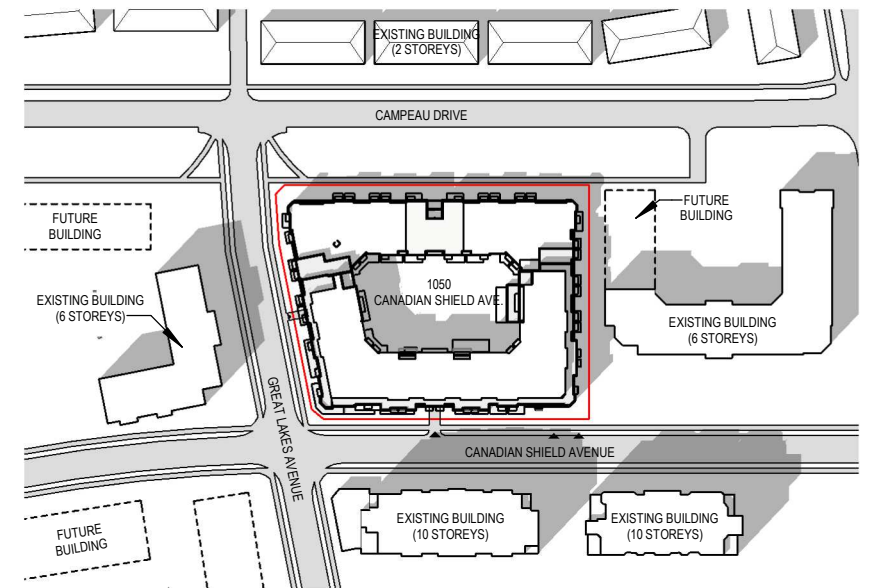 EXISTING BUILDING
(2 STOREYS)
CAMPEAU DRIVE
FUTURE
BUILDING
FUTURE
BUILDING
1050
CANADIAN SHIELD AVE.
EXISTING BUILDING
(6 STOREYS)
EXISTING BUILDING
(6 STOREYS)
GREAT LAKES AVENUE
CANADIAN SHIELD AVENUE
EXISTING BUILDING
(10 STOREYS)
EXISTING BUILDING
(10 STOREYS)
FUTURE
BUILDING